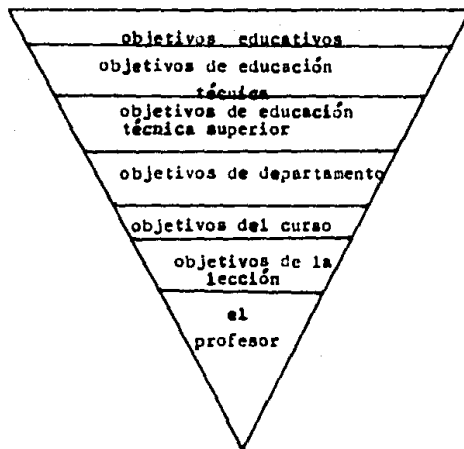 objetivos educativos
objetivos de educación
técnica
objetivos de educación
técnica superior
objetivos de departamento
objetivos del curso
objetivos de la
lección
el
profesor